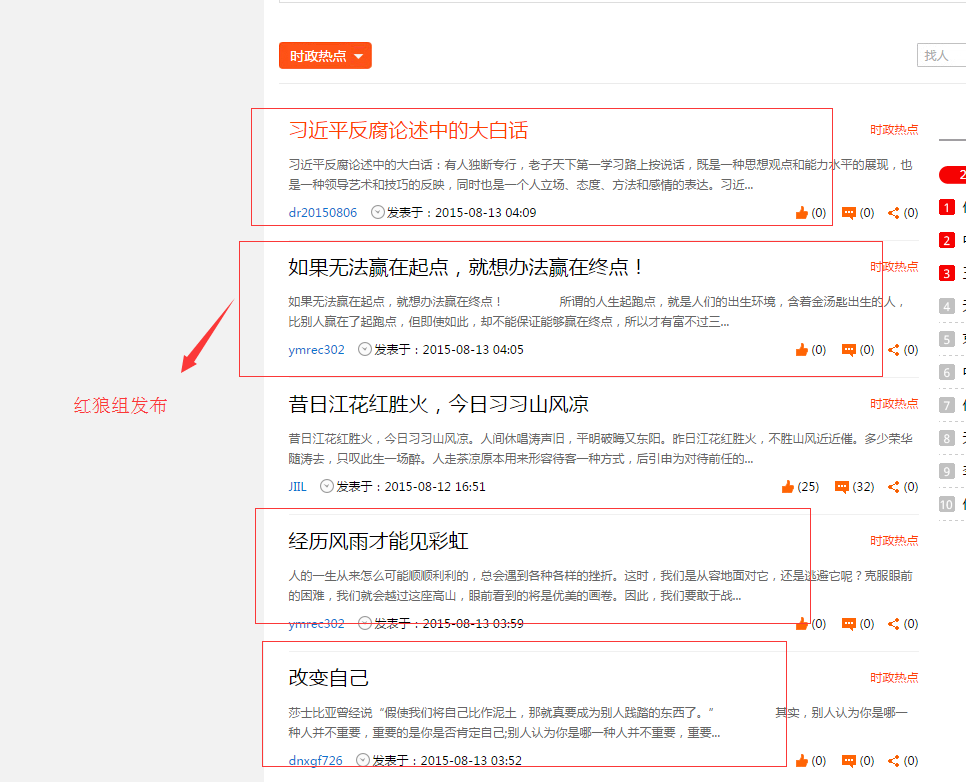 时政热点
找人
习近平反腐论述中的大白话
时政热点
习近平反腐论述中的大白话：有人独断专行，老子天下第一学习路上按说话，既是一种思想观点和能力水平的展现，也
是一种领导艺术和技巧的反映，同时也是一个人立场、态度、方法和感情的表达。习近...
dr20150806 发表于：2015-08-13 04:09 (0) (0) (0)
如果无法赢在起点，就想办法赢在终点！
时政热点
如果无法赢在起点，就想办法赢在终点！ 所谓的人生起跑点，就是人们的出生环境，含着金汤匙出生的人，
比别人赢在了起跑点，但即使如此，却不能保证能够赢在终点，所以才有富不过三...
ymrec302 发表于：2015-08-13 04:05 (0) (0) (0)
红狼组发布
昔日江花红胜火，今日习习山风凉
时政热点
昔日江花红胜火，今日习习山风凉。人间休唱涛声旧，平明破晦又东阳。昨日江花红胜火，不胜山风近近催。多少荣华
随涛去，只叹此生一场醉。人走茶凉原本用来形容待客一种方式，后引申为对待前任的...
JIIL 发表于：2015-08-12 16:51 (25) (32) (0)
经历风雨才能见彩虹
时政热点
人的一生从来怎么可能顺顺利利的，总会遇到各种各样的挫折。这时，我们是从容地面对它，还是逃避它呢？克服眼前
的困难，我们就会越过这座高山，眼前看到的将是优美的画卷。因此，我们要敢于战...
ymrec302 发表于：2015-08-13 03:59 (0) (0) (0)
改变自己
时政热点
莎士比亚曾经说“假使我们将自己比作泥土，那就真要成为别人践踏的东西了。” 其实，别人认为你是哪一
种人并不重要，重要的是你是否肯定自己;别人认为你是哪一种人并不重要，重要...
dnxgf726 发表于：2015-08-13 03:52 (0) (0) (0)
2
1
2
3
4
5
6
7
8
9
10